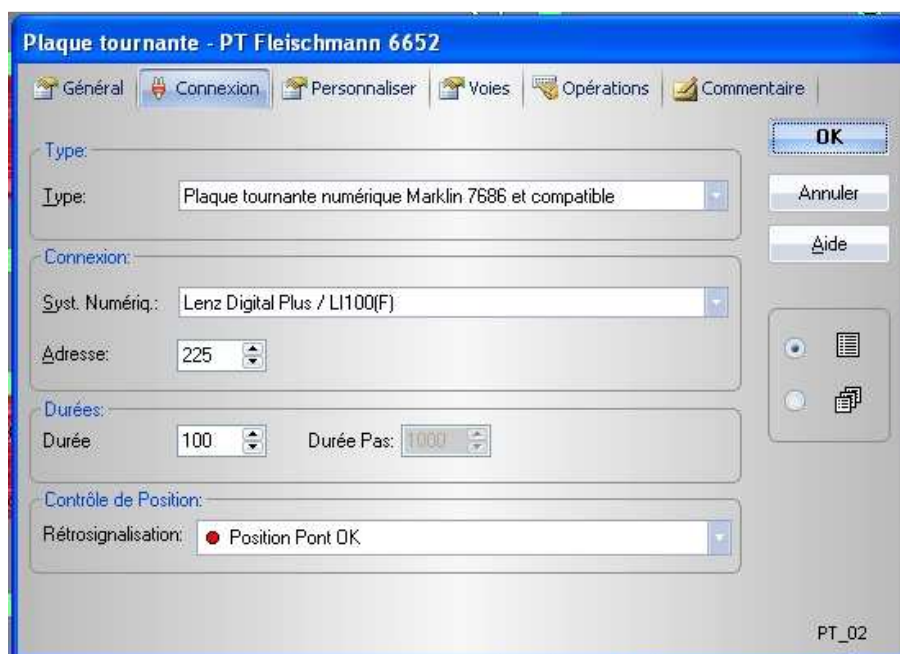 Plaque tournante - PT Fleischmann 6652
Général Connexion Personnaliser Voies Opérations Commentaire
OK
Annuler
Aide
Type:
Type: Plaque tournante numérique Marklin 7686 et compatible
Connexion:
Syst. Numériq.: Lenz Digital Plus / LI100(F)
Adresse: 225
Durées:
Durée 100 Durée Pas: 1000
Contrôle de Position:
Rétrosignalisation: Position Pont OK
PT_02